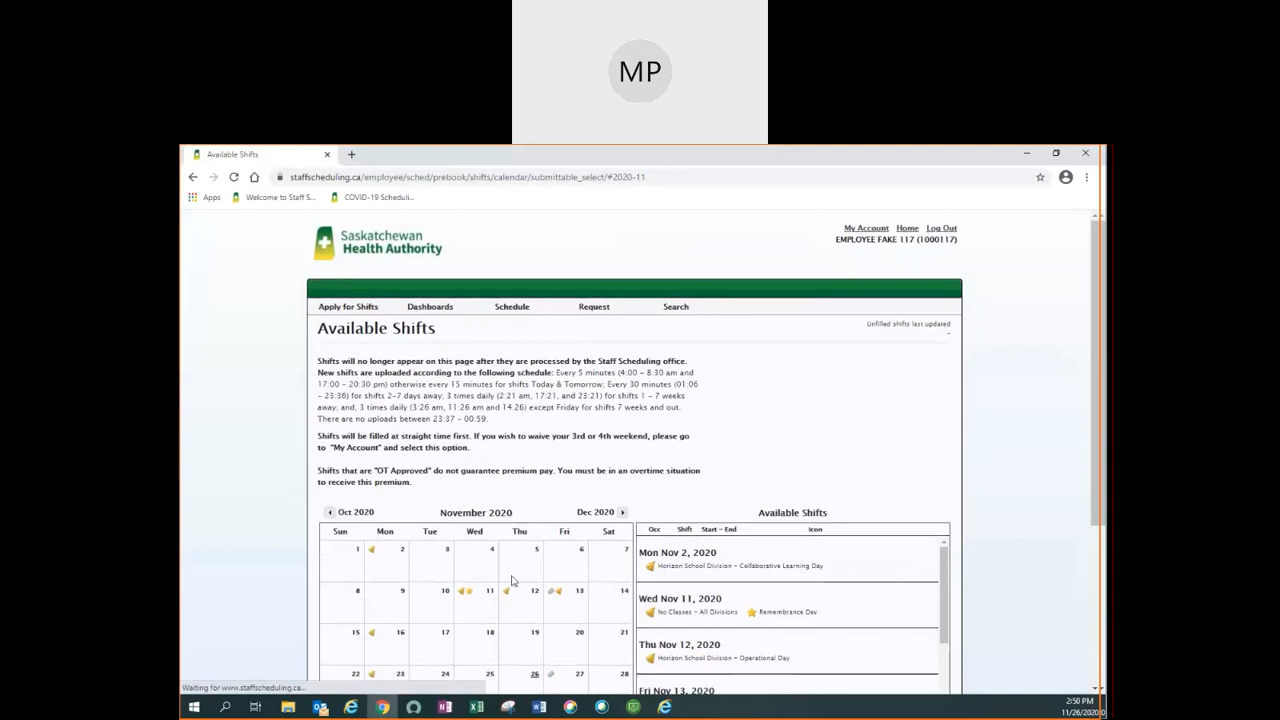 MP
Available Shifts
staffscheduling.ca/employee/sched/prebook/shifts/calendar/submittable_select/#2020-11
Apps Welcome to Staff S... COVID-19 Scheduli...
Saskatchewan
Health Authority
My Account Home Log Out
EMPLOYEE FAKE 117 (1000117)
Apply for Shifts Dashboards Schedule Request Search
Available Shifts
Unfilled shifts last updated
-
Shifts will no longer appear on this page after they are processed by the Staff Scheduling office.
New shifts are uploaded according to the following schedule: Every 5 minutes (4:00 - 8:30 am and
17:00 - 20:30 pm) otherwise every 15 minutes for shifts Today & Tomorrow; Every 30 minutes (01:06
- 23:36) for shifts 2-7 days away; 3 times daily (2:21 am, 17:21, and 23:21) for shifts 1 - 7 weeks
away; and, 3 times daily (3:26 am, 11:26 am and 14:26) except Friday for shifts 7 weeks and out.
There are no uploads between 23:37 - 00:59.
Shifts will be filled at straight time first. If you wish to waive your 3rd or 4th weekend, please go
to "My Account" and select this option.
Shifts that are "OT Approved" do not guarantee premium pay. You must be in an overtime situation
to receive this premium.
Oct 2020 November 2020 Dec 2020
Sun Mon Tue Wed Thu Fri Sat
1 2 3 4 5 6 7
8 9 10 11 12 13 14
15 16 17 18 19 20 21
22 23 24 25 26 27 28
Available Shifts
Occ Shift Start - End Icon
Mon Nov 2, 2020
Horizon School Division - Collaborative Learning Day
Wed Nov 11, 2020
No Classes - All Divisions Remembrance Day
Thu Nov 12, 2020
Horizon School Division - Operational Day
Fri Nov 13, 2020
Waiting for www.staffscheduling.ca...
2:50 PM
11/26/2020